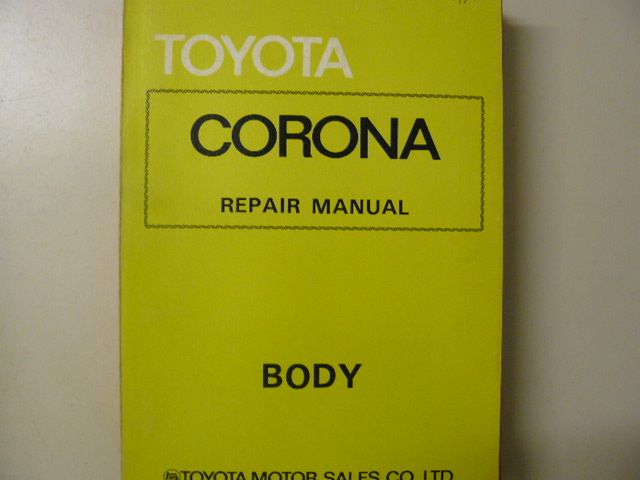 TOYOTA
CORONA
REPAIR MANUAL
BODY
TOYOTA MOTOR SALES CO. LTD.